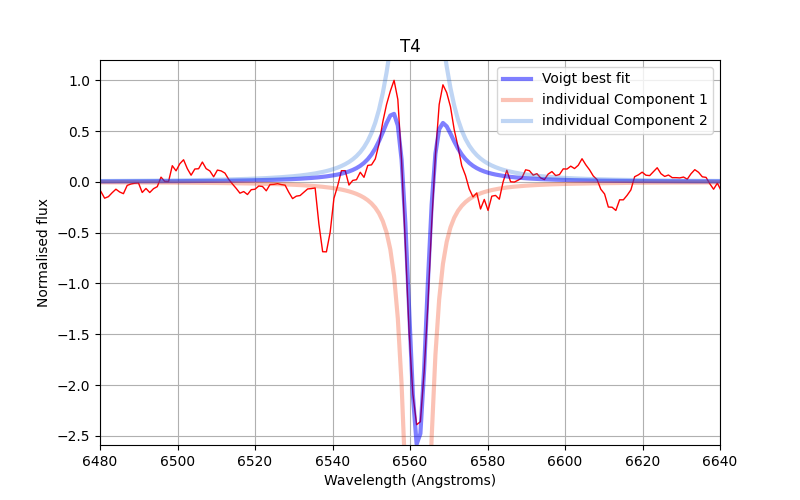 T4
Voigt best fit
individual Component 1
individual Component 2
1.0
0.5
0.0
−0.5
−1.0
−1.5
−2.0
−2.5
Normalised flux
6480 6500 6520 6540 6560 6580 6600 6620 6640
Wavelength (Angstroms)